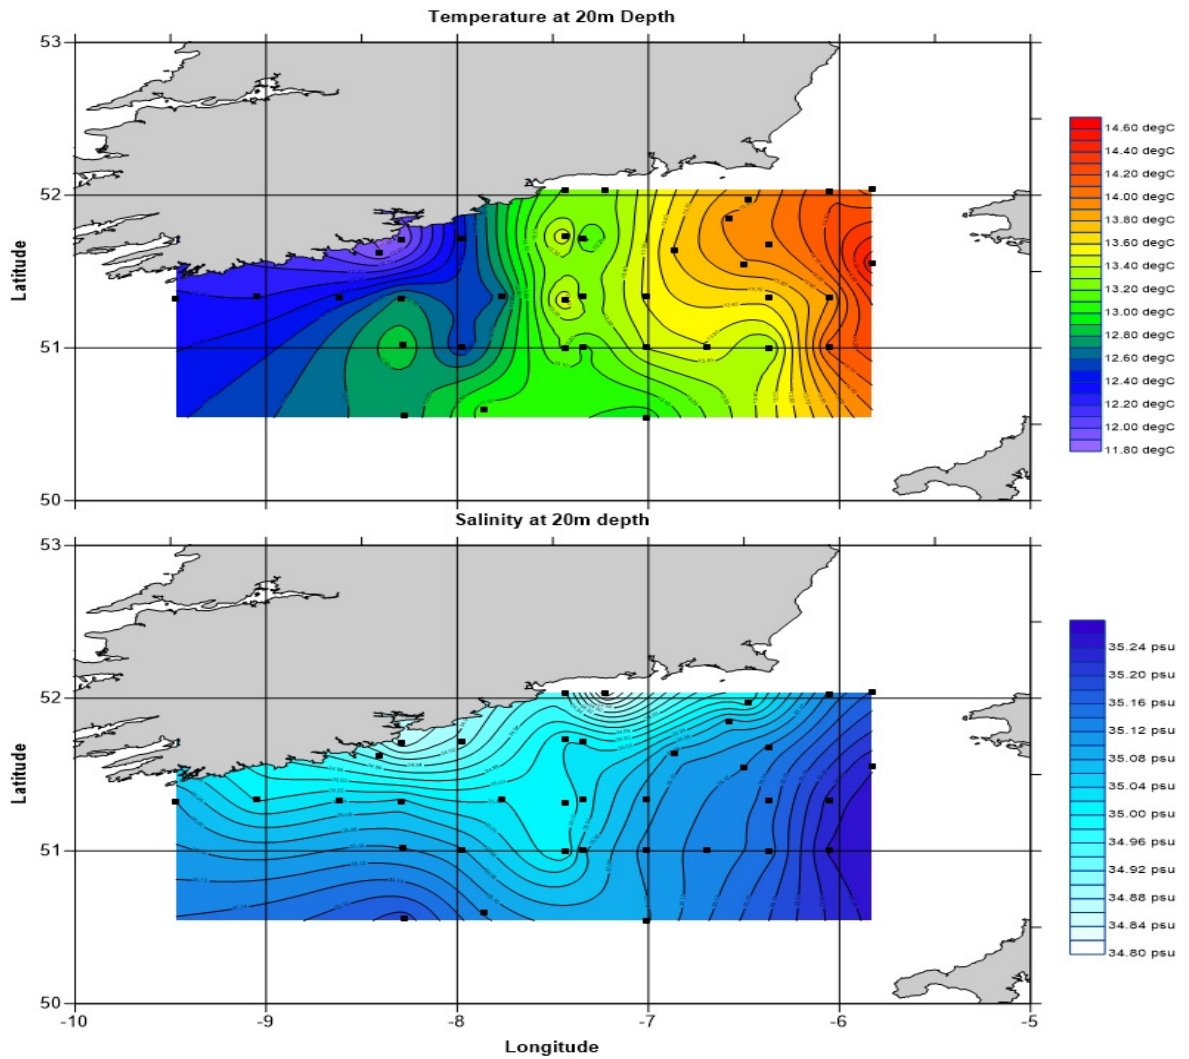 Temperature at 20m Depth
53
52
51
50
Latitude
14.60 degC
14.40 degC
14.20 degC
14.00 degC
13.80 degC
13.60 degC
13.40 degC
13.20 degC
13.00 degC
12.80 degC
12.60 degC
12.40 degC
12.20 degC
12.00 degC
11.80 degC
Salinity at 20m depth
53
52
51
50
Latitude
35.24 psu
35.20 psu
35.16 psu
35.12 psu
35.08 psu
35.04 psu
35.00 psu
34.96 psu
34.92 psu
34.88 psu
34.84 psu
34.80 psu
-10 -9 -8 -7 -6 -5
Longitude